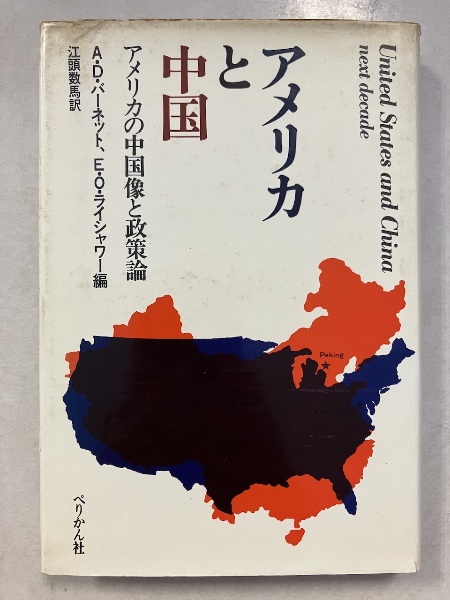 United States and China
next decade
アメリカ
と
中国
アメリカの中国像と政策論
A・D・バーネット、E・O・ライシャワー編
江頭数馬訳
Peking
ぺりかん社